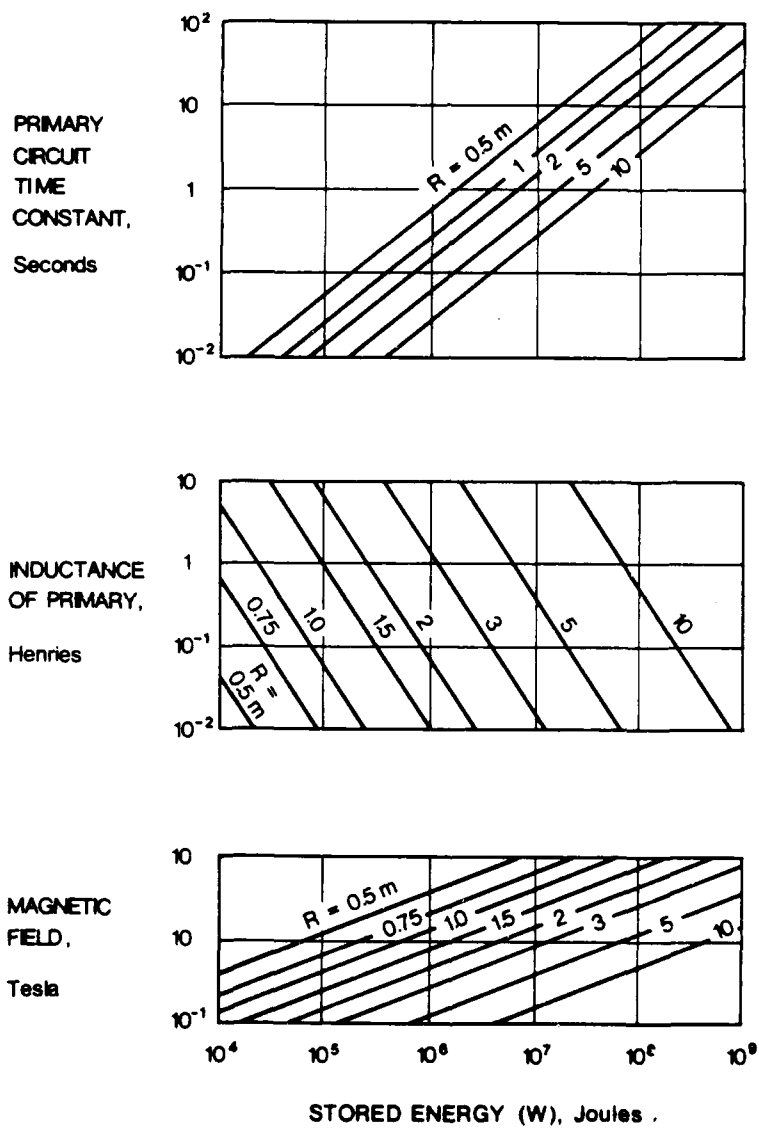 10²
10
1
10⁻¹
10⁻²
PRIMARY
CIRCUIT
TIME
CONSTANT,
Seconds
R = 0.5 m
1
2
5
10
10
1
10⁻¹
10⁻²
INDUCTANCE
OF PRIMARY,
Henries
R =
0.5 m
0.75
1.0
1.5
2
3
5
10
10
10
10⁻¹
MAGNETIC
FIELD,
Tesla
R = 0.5 m
0.75
1.0
1.5
2
3
5
10
10⁴ 10⁵ 10⁶ 10⁷ 10⁸ 10⁹
STORED ENERGY (W), Joules .